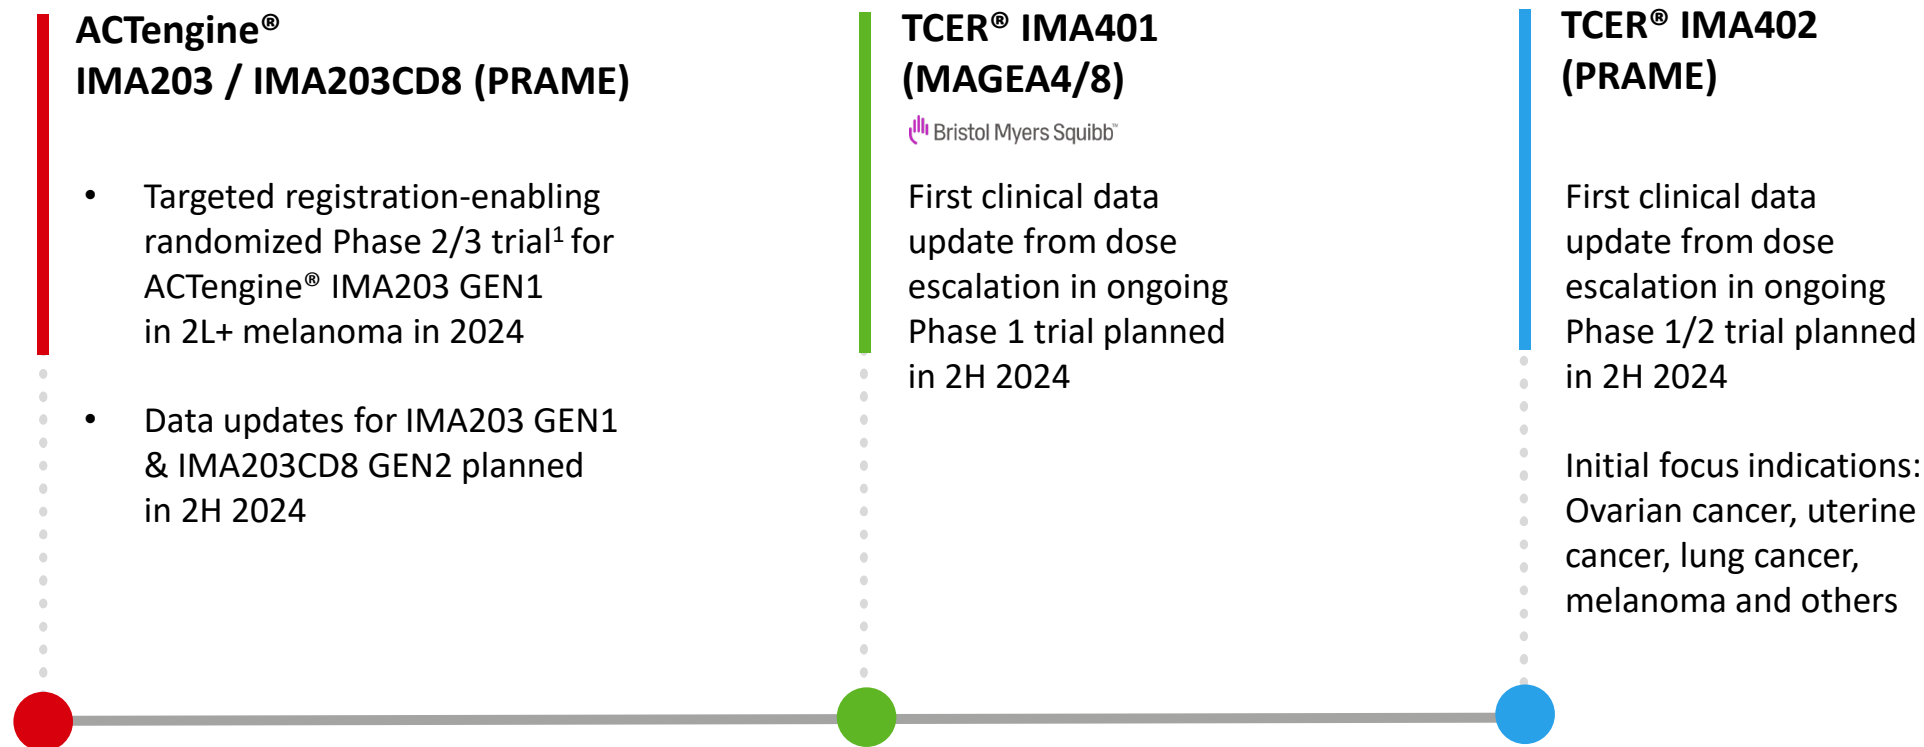 ACTengine®
IMA203 / IMA203CD8 (PRAME)
• Targeted registration-enabling
randomized Phase 2/3 trial¹ for
ACTengine® IMA203 GEN1
in 2L+ melanoma in 2024
• Data updates for IMA203 GEN1
& IMA203CD8 GEN2 planned
in 2H 2024
TCER® IMA401
(MAGEA4/8)
Bristol Myers Squibb™
First clinical data
update from dose
escalation in ongoing
Phase 1 trial planned
in 2H 2024
TCER® IMA402
(PRAME)
First clinical data
update from dose
escalation in ongoing
Phase 1/2 trial planned
in 2H 2024
Initial focus indications:
Ovarian cancer, uterine
cancer, lung cancer,
melanoma and others